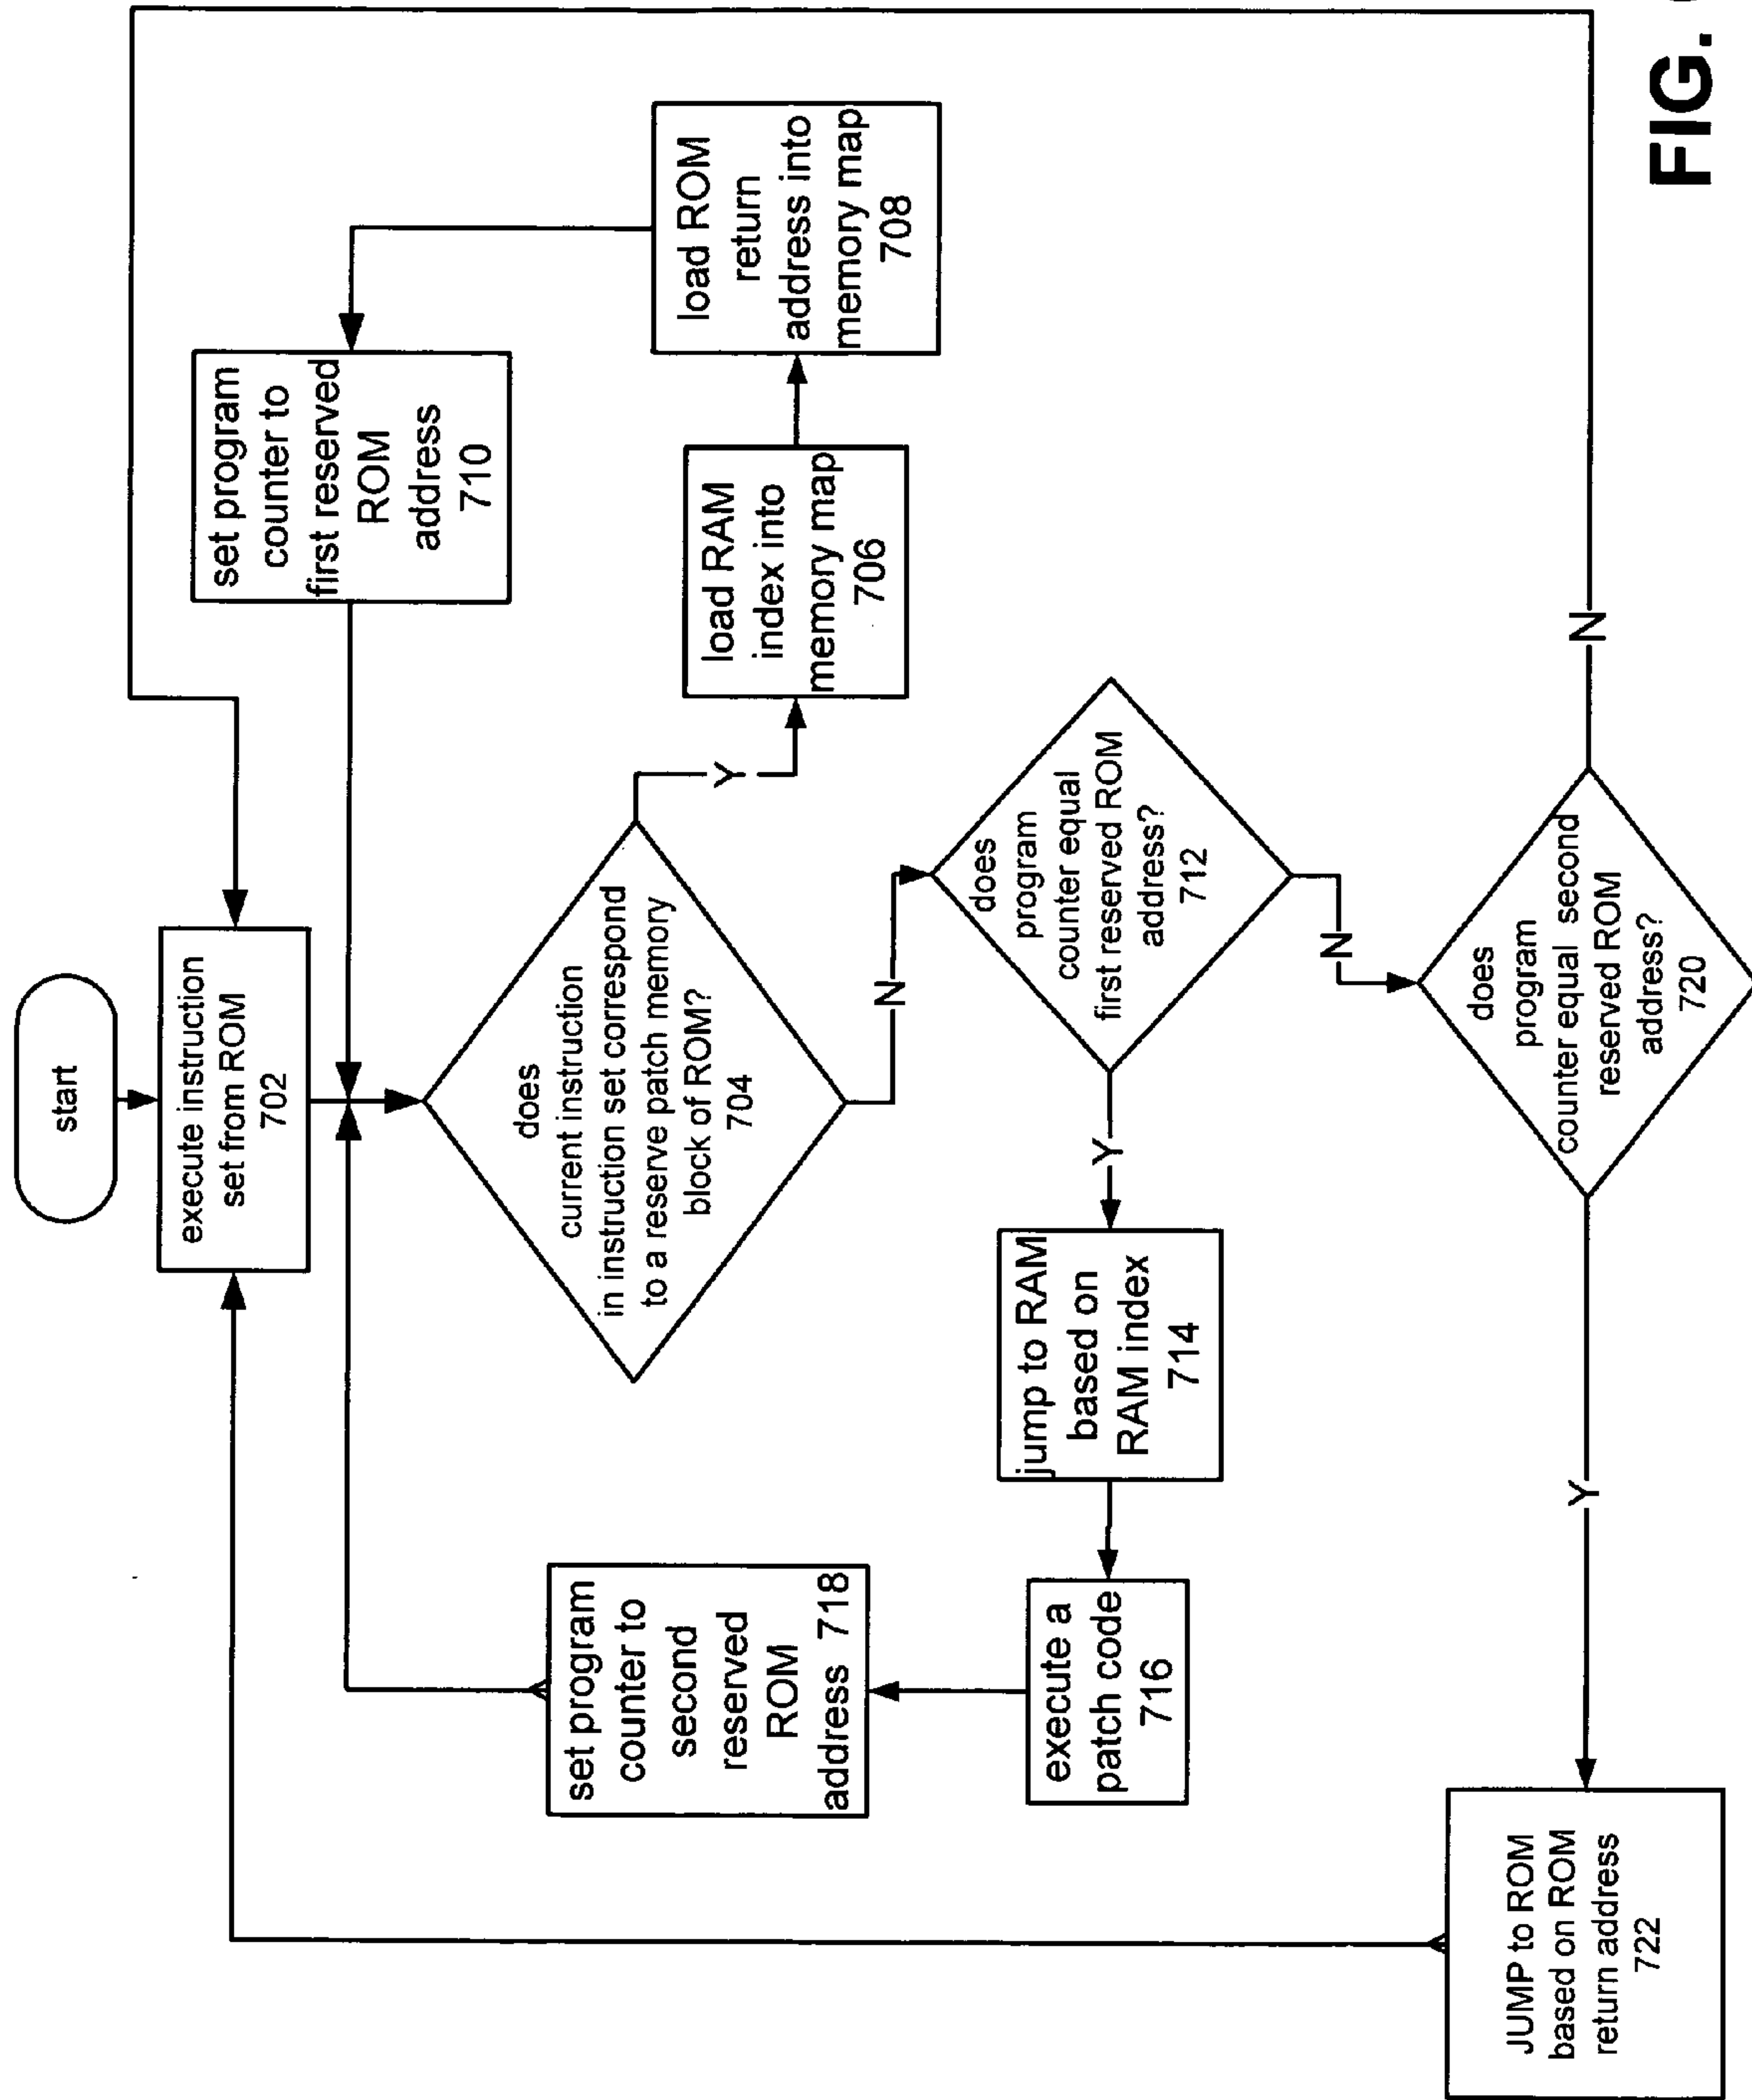 start
execute instruction
set from ROM
702
does
current instruction
in instruction set correspond
to a reserve patch memory
block of ROM?
704
Y
N
load RAM
index into
memory map
706
load ROM
return
address into
memory map
708
set program
counter to
first reserved
ROM
address
710
does
program
counter equal
first reserved ROM
address?
712
Y
N
jump to RAM
based on
RAM index
714
execute a
patch code
716
set program
counter to
second
reserved
ROM
address 718
does
program
counter equal second
reserved ROM
address?
720
Y
N
JUMP to ROM
based on ROM
return address
722
FIG.